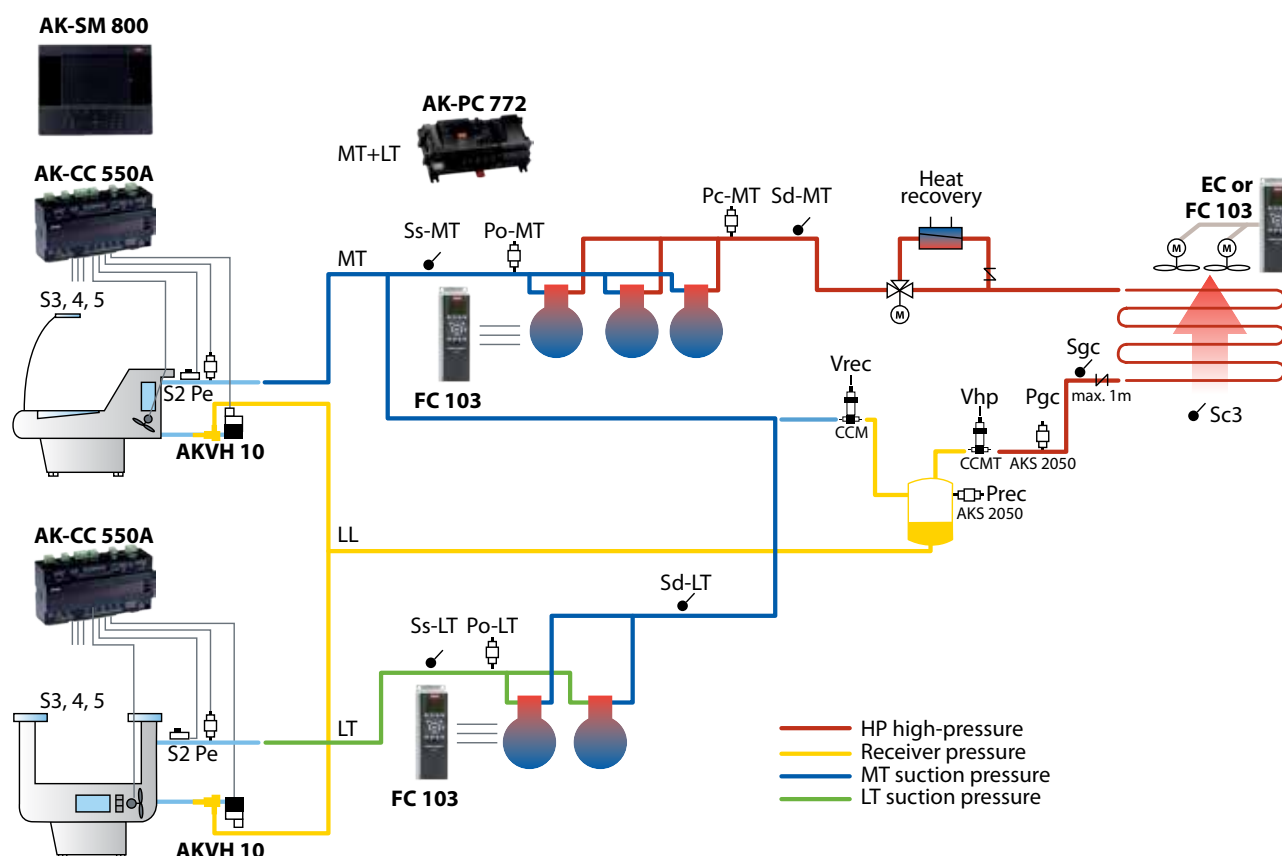 AK-SM 800
AK-PC 772
MT+LT
AK-CC 550A
S3, 4, 5
S2 Pe
AKVH 10
MT
Ss-MT
Po-MT
FC 103
Pc-MT
Sd-MT
Heat
recovery
M
EC or
FC 103
M
M
Sgc
max. 1m
Sc3
Vrec
CCM
Vhp
CCMT
Pgc
AKS 2050
Prec
AKS 2050
LL
AK-CC 550A
S3, 4, 5
S2 Pe
AKVH 10
LT
Ss-LT
Po-LT
FC 103
Sd-LT
HP high-pressure
Receiver pressure
MT suction pressure
LT suction pressure